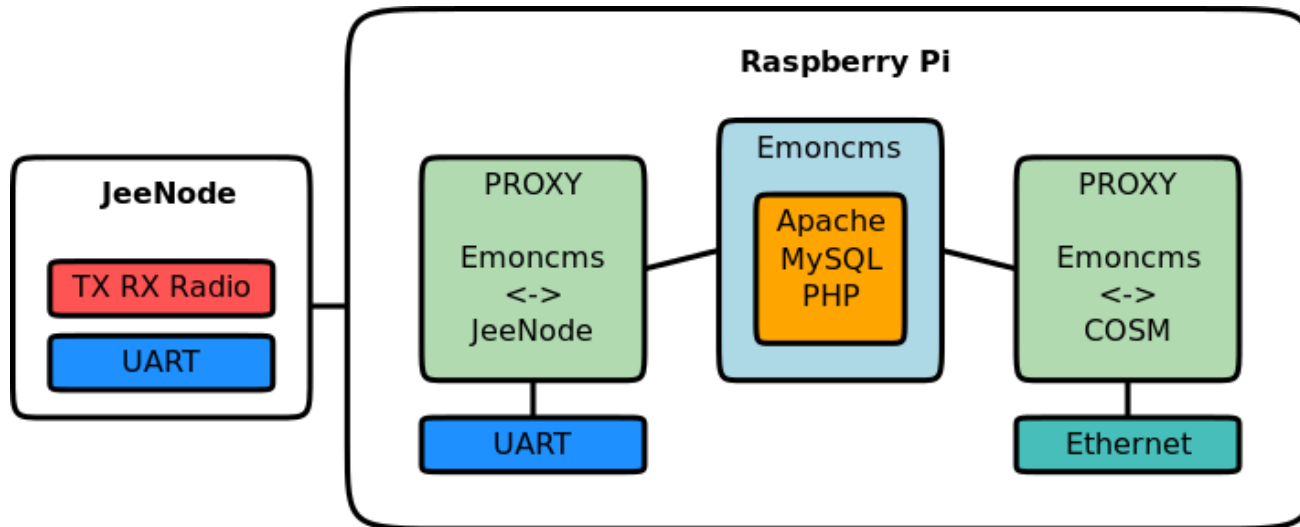 Raspberry Pi
JeeNode
TX RX Radio
UART
PROXY
Emoncms
<->
JeeNode
UART
Emoncms
Apache
MySQL
PHP
PROXY
Emoncms
<->
COSM
Ethernet